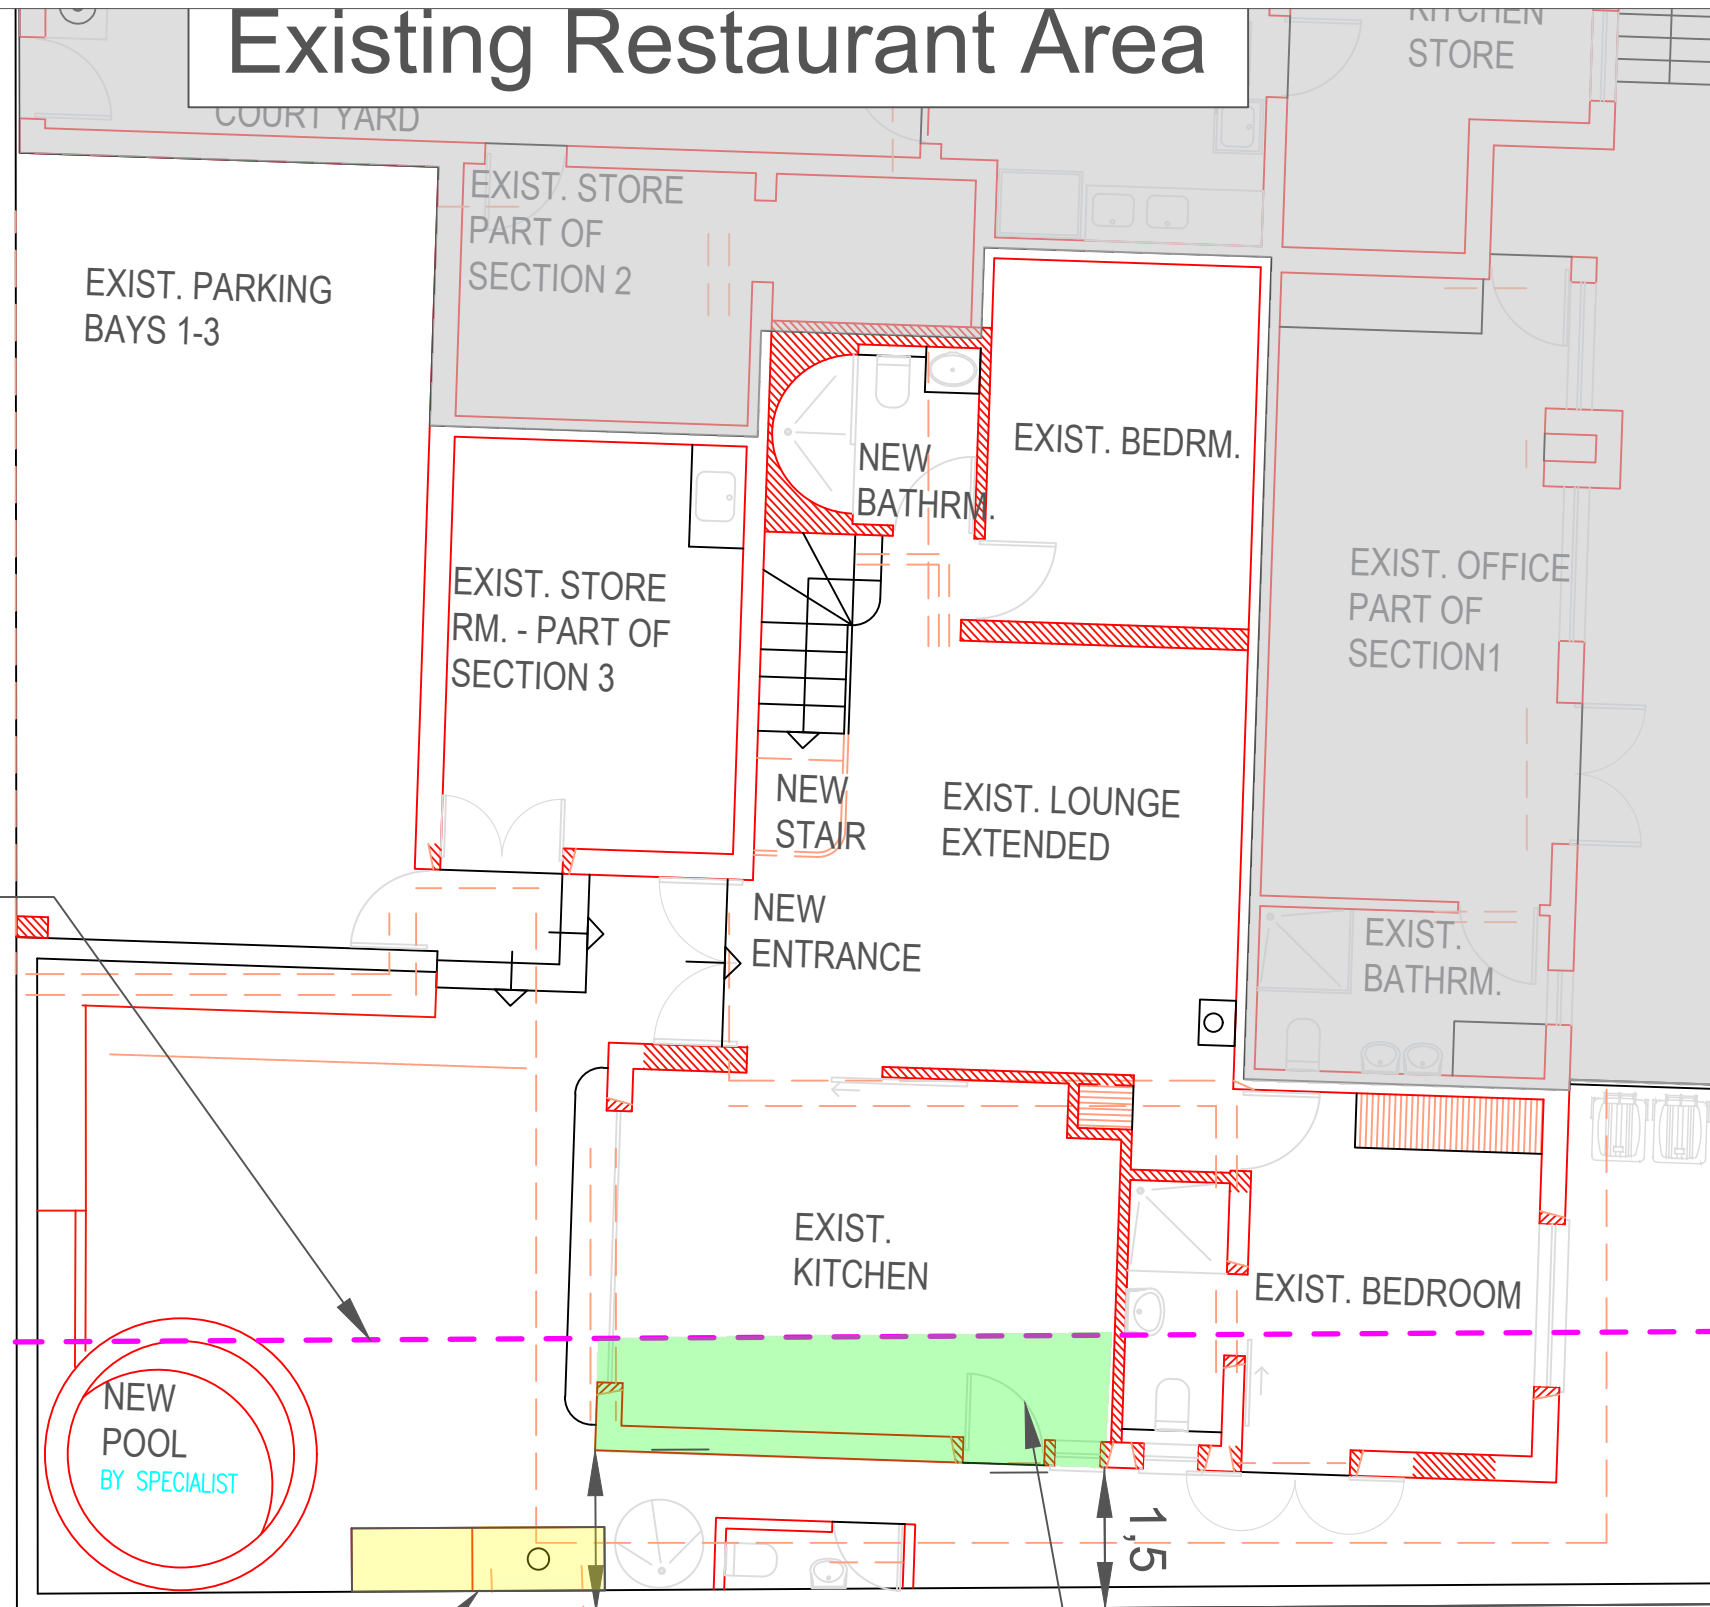 Existing Restaurant Area
KITCHEN
STORE
COURT YARD
EXIST. STORE
PART OF
SECTION 2
EXIST. PARKING
BAYS 1-3
EXIST. BEDRM.
NEW
BATHRM.
EXIST. OFFICE
PART OF
SECTION1
EXIST. STORE
RM. - PART OF
SECTION 3
NEW
STAIR
EXIST. LOUNGE
EXTENDED
NEW
ENTRANCE
EXIST.
BATHRM.
EXIST.
KITCHEN
EXIST. BEDROOM
NEW
POOL
BY SPECIALIST
1,5